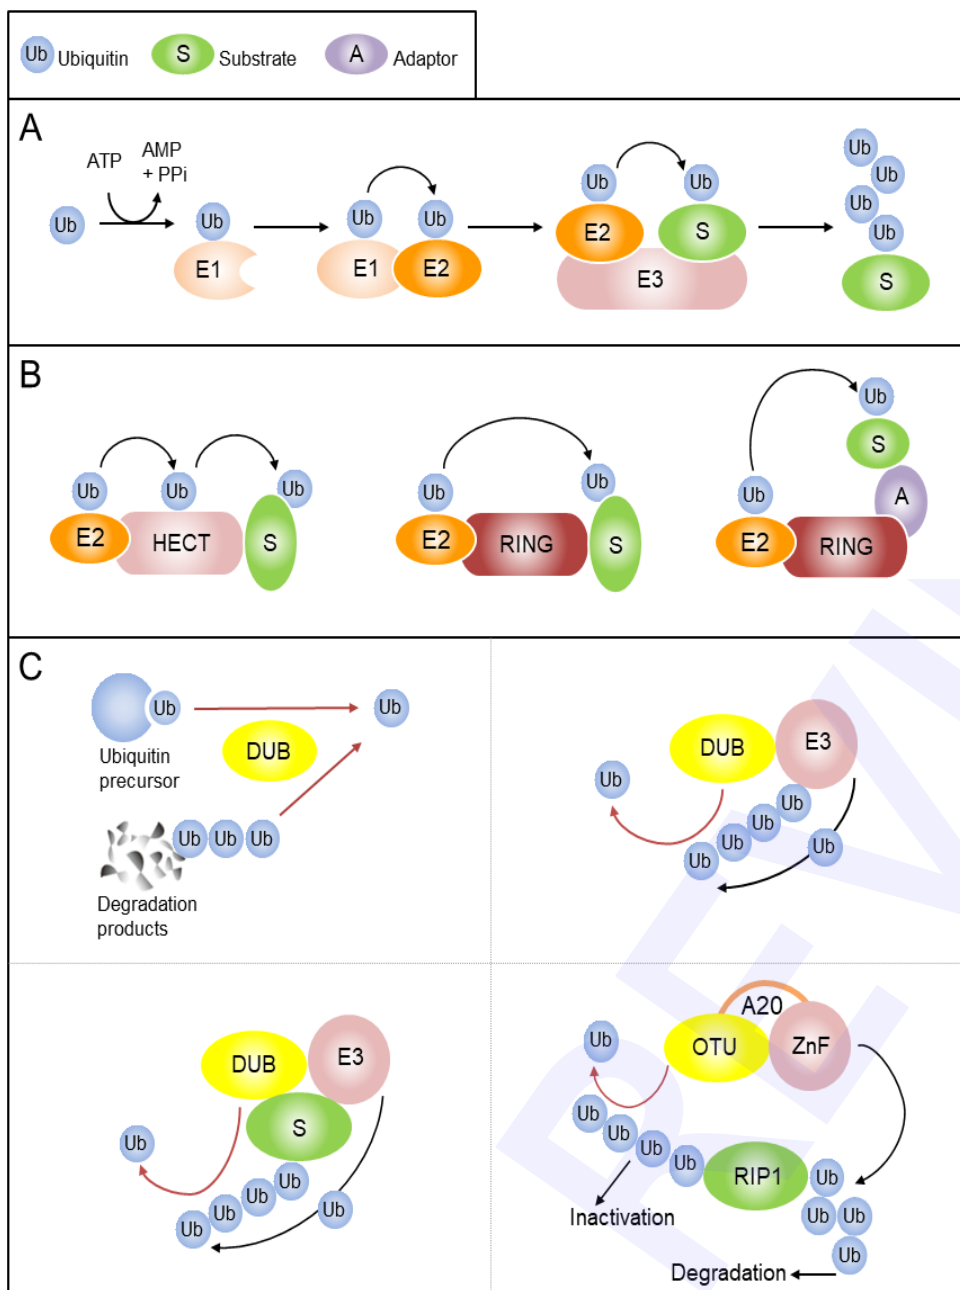 Ub Ubiquitin S Substrate A Adaptor
A
ATP AMP
+ PPi
Ub Ub Ub Ub Ub Ub Ub
Ub
Ub
Ub
E1 E1 E2 E2 S
E3 S
B
Ub Ub Ub Ub Ub Ub Ub
S
A
E2 HECT S E2 RING S E2 RING
C
Ub Ub
Ubiquitin
precursor
DUB
Ub Ub Ub
Degradation
products
DUB E3
Ub
Ub
Ub
Ub
Ub
Ub
DUB E3
S
Ub
Ub
Ub
Ub
Ub
Ub
A20
OTU ZnF
Ub
Ub
Ub
Ub
Ub
RIP1
Ub
Ub Ub
Ub
Inactivation
Degradation